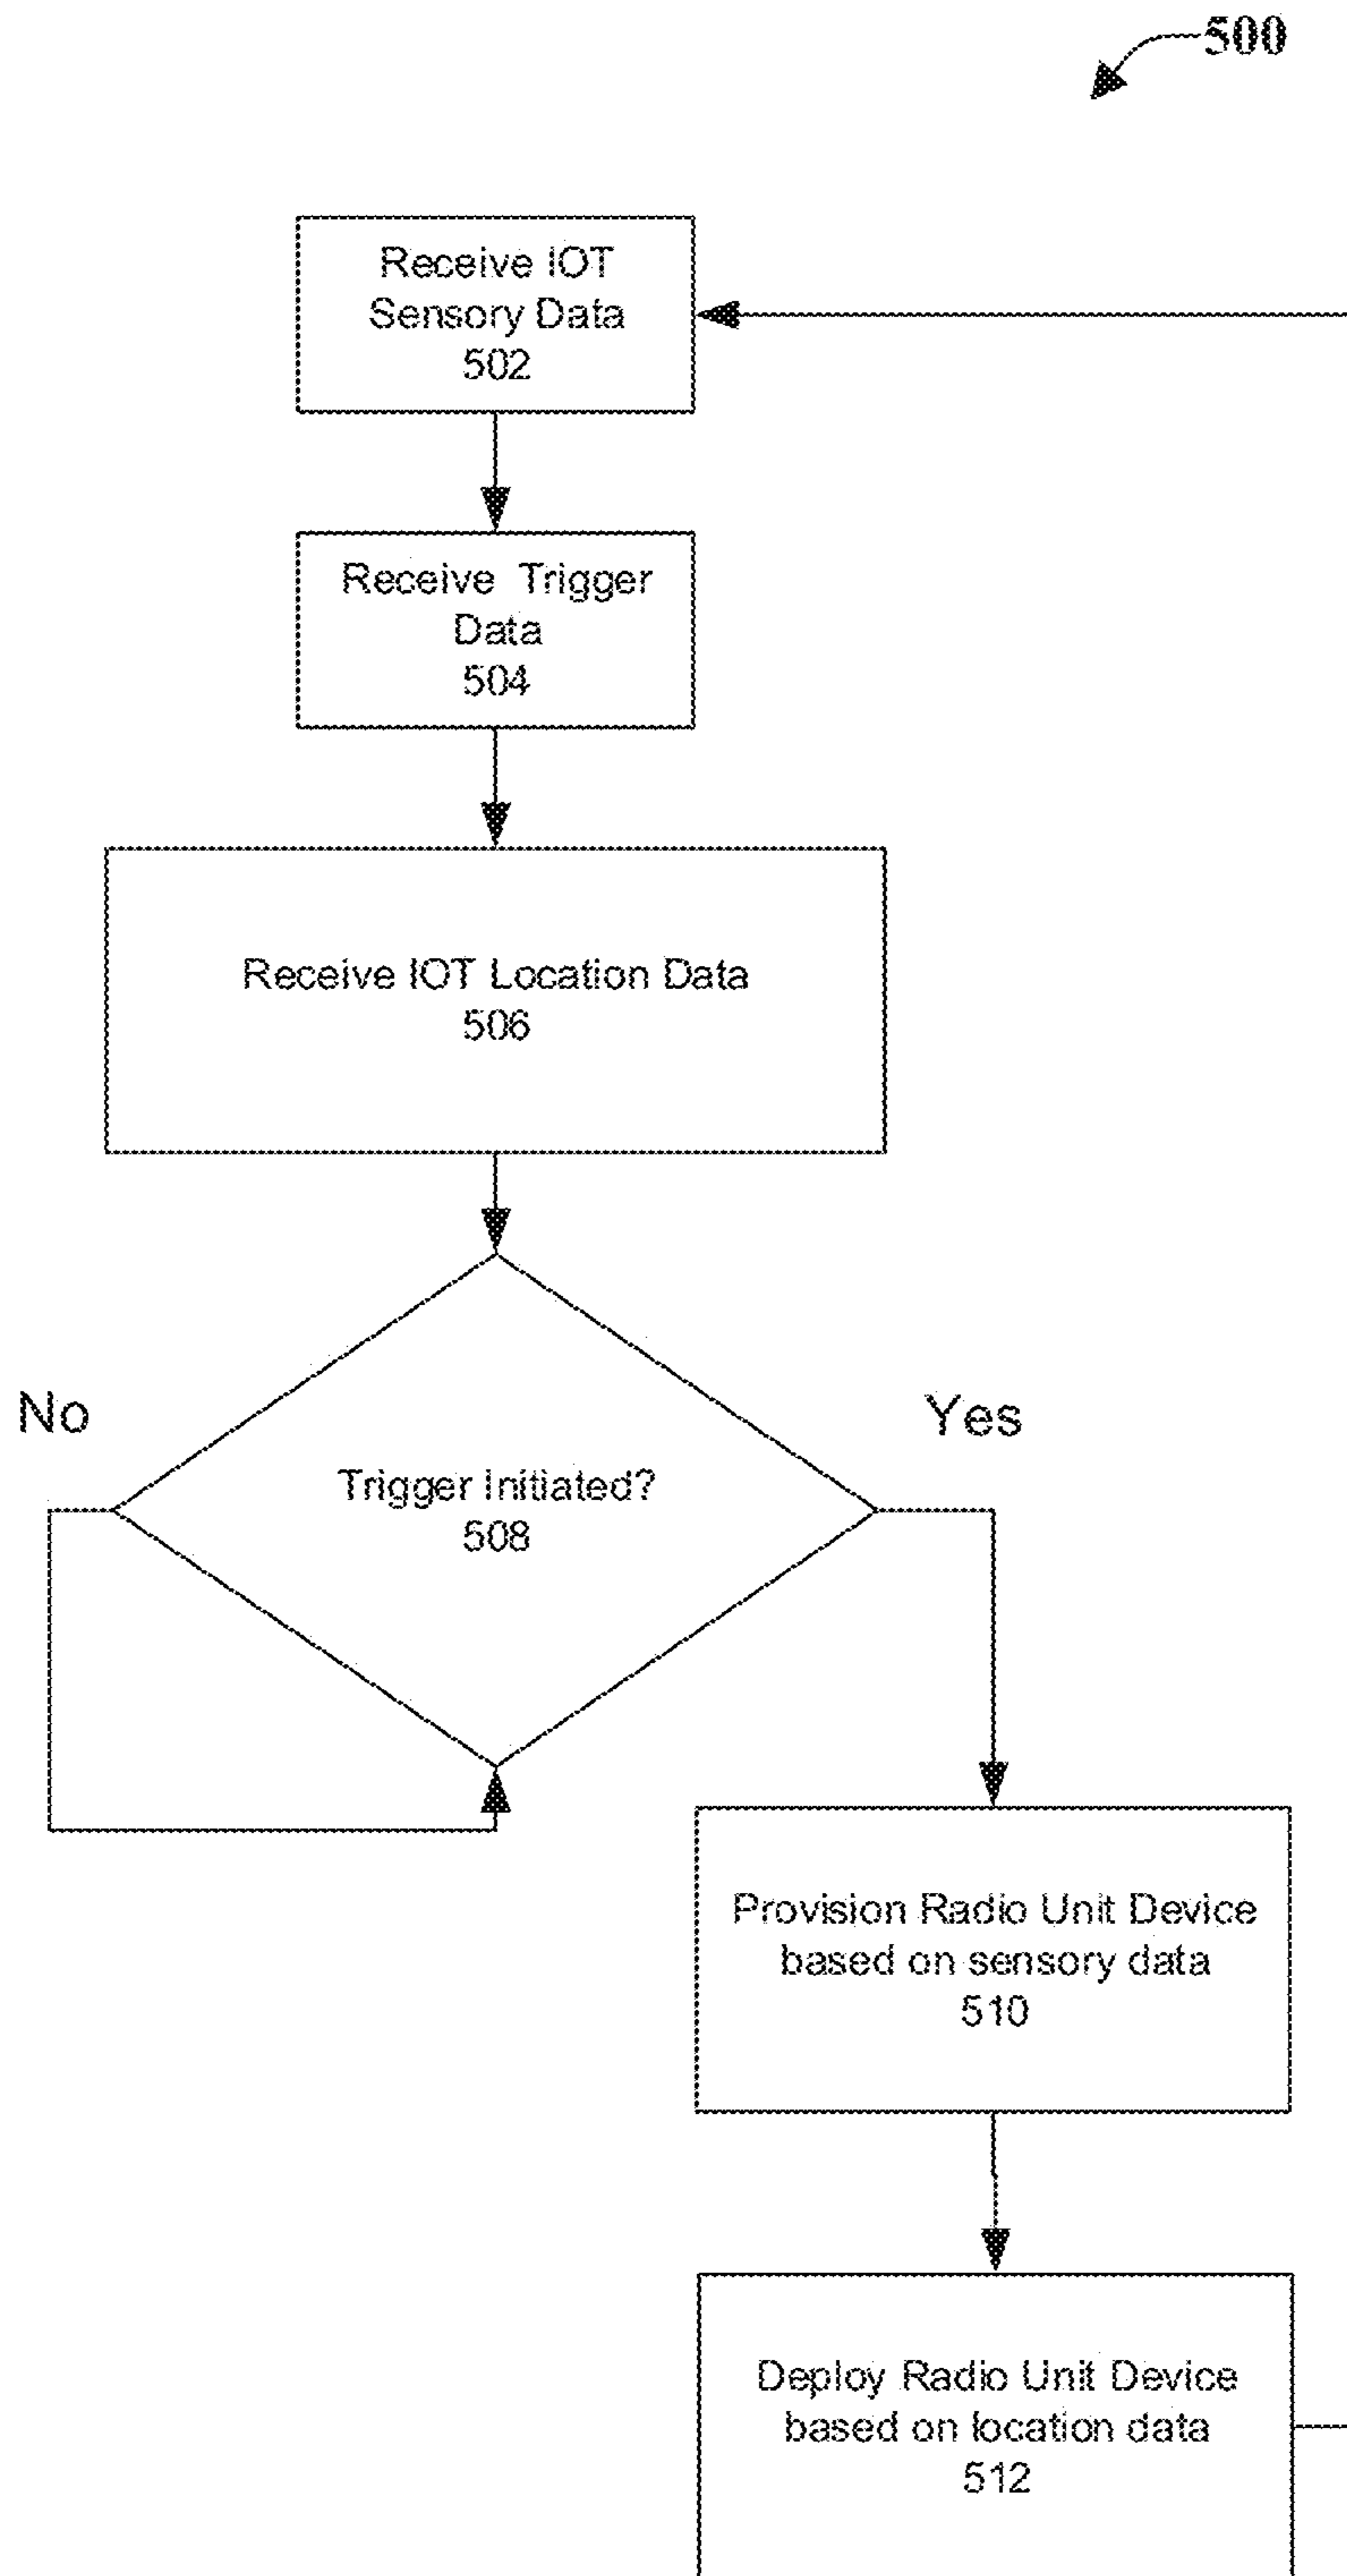 500
Receive IOT
Sensory Data
502
Receive Trigger
Data
504
Receive IOT Location Data
506
No
Yes
Trigger Initiated?
508
Provision Radio Unit Device
based on sensory data
510
Deploy Radio Unit Device
based on location data
512